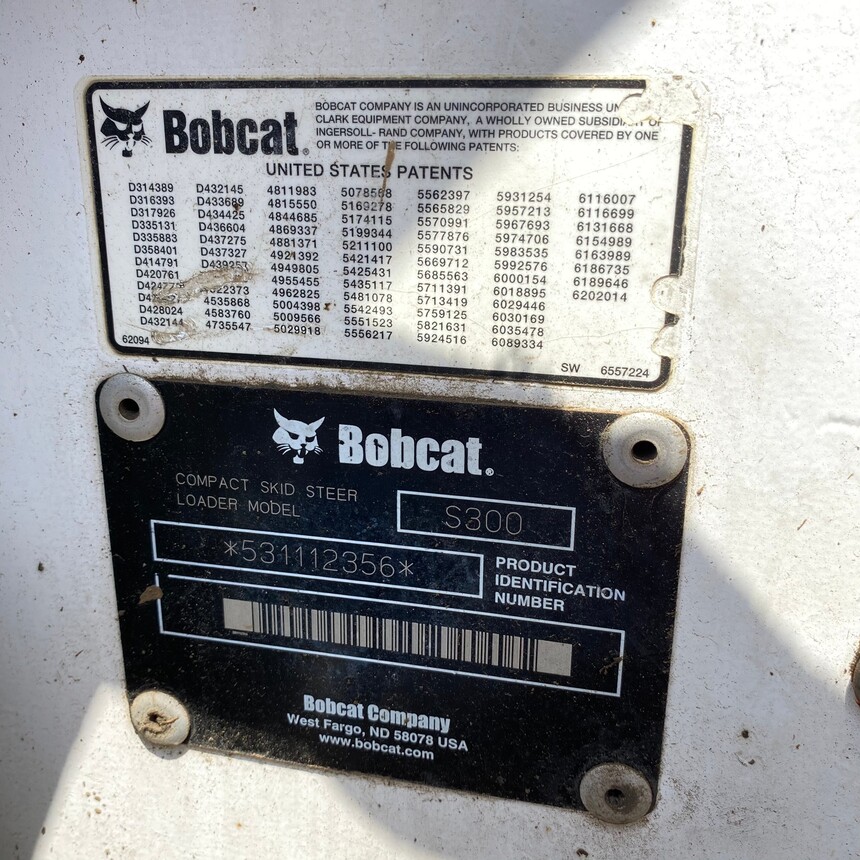 Bobcat®
BOBCAT COMPANY IS AN UNINCORPORATED BUSINESS
CLARK EQUIPMENT COMPANY, A WHOLLY OWNED
INGERSOLL- RAND COMPANY, WITH PRODUCTS COVERED BY ONE
OR MORE OF THE FOLLOWING PATENTS:
UNITED STATES PATENTS
D314389 D432145 4811983 5562397 5931254 6116007
D316393 D433689 4815550 5169278 5565829 5957213 6116699
D317926 D434425 4844685 5174115 5570991 5967693 6131668
D335131 D436604 4869337 5199344 5577876 5974706 6154989
D335883 D437275 4881371 5211100 5590731 5983535 6163989
D358401 D437327 4921392 5421417 5669712 5992576 6186735
D414791 4949805 5425431 5685563 6000154 6189646
D420761 4955455 5435117 5711391 6018895 6202014
4962825 5481078 5713419 6029446
4535868 5004398 5542493 5759125 6030169
D428024 4583760 5009566 5551523 5821631 6035478
D432144 4735547 5029918 5556217 5924516 6089334
62094
SW 6557224
Bobcat®
COMPACT SKID STEER
LOADER MODEL
S300
*531112356*
PRODUCT
IDENTIFICATION
NUMBER
Bobcat Company
West Fargo, ND 58078 USA
www.bobcat.com